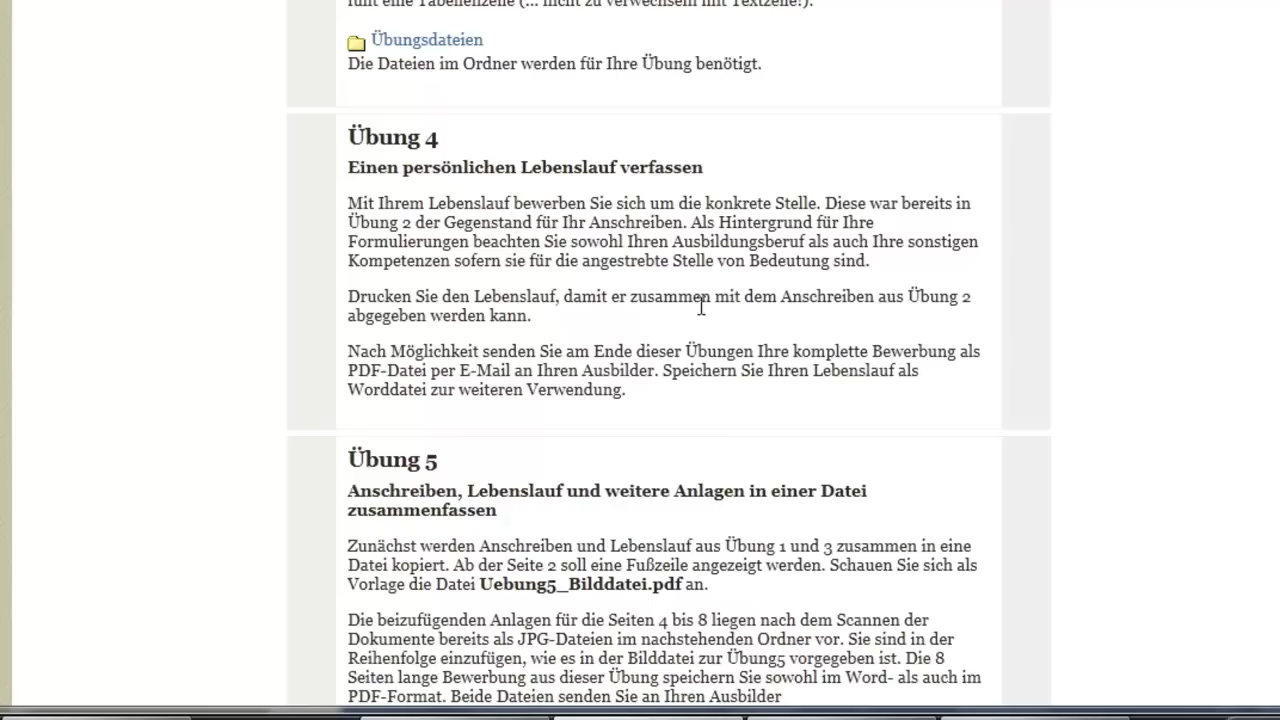 füllt eine Tabellenzeile (... nicht zu verwechseln mit Textzeile!).
Übungsdateien
Die Dateien im Ordner werden für Ihre Übung benötigt.
Übung 4
Einen persönlichen Lebenslauf verfassen
Mit Ihrem Lebenslauf bewerben Sie sich um die konkrete Stelle. Diese war bereits in
Übung 2 der Gegenstand für Ihr Anschreiben. Als Hintergrund für Ihre
Formulierungen beachten Sie sowohl Ihren Ausbildungsberuf als auch Ihre sonstigen
Kompetenzen sofern sie für die angestrebte Stelle von Bedeutung sind.
Drucken Sie den Lebenslauf, damit er zusammen mit dem Anschreiben aus Übung 2
abgegeben werden kann.
Nach Möglichkeit senden Sie am Ende dieser Übungen Ihre komplette Bewerbung als
PDF-Datei per E-Mail an Ihren Ausbilder. Speichern Sie Ihren Lebenslauf als
Worddatei zur weiteren Verwendung.
Übung 5
Anschreiben, Lebenslauf und weitere Anlagen in einer Datei
zusammenfassen
Zunächst werden Anschreiben und Lebenslauf aus Übung 1 und 3 zusammen in eine
Datei kopiert. Ab der Seite 2 soll eine Fußzeile angezeigt werden. Schauen Sie sich als
Vorlage die Datei Uebung5_Bilddatei.pdf an.
Die beizufügenden Anlagen für die Seiten 4 bis 8 liegen nach dem Scannen der
Dokumente bereits als JPG-Dateien im nachstehenden Ordner vor. Sie sind in der
Reihenfolge einzufügen, wie es in der Bilddatei zur Übung5 vorgegeben ist. Die 8
Seiten lange Bewerbung aus dieser Übung speichern Sie sowohl im Word- als auch im
PDF-Format. Beide Dateien senden Sie an Ihren Ausbilder